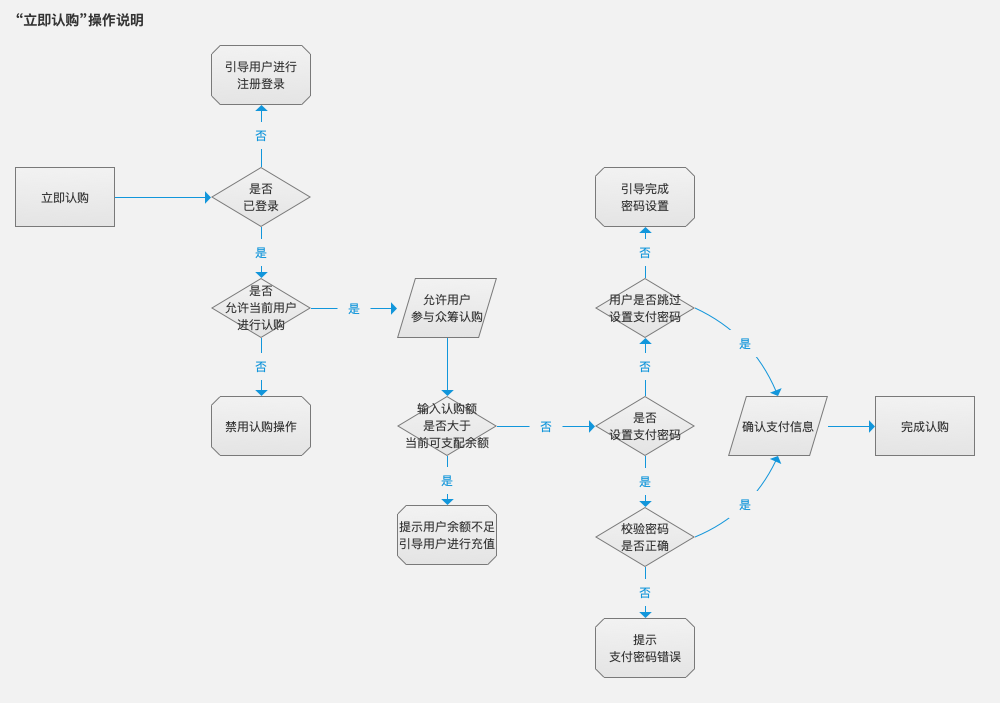 “立即认购”操作说明
引导用户进行
注册登录
否
立即认购
是否
已登录
是
是否
允许当前用户
进行认购
是
允许用户
参与众筹认购
否
禁用认购操作
输入认购额
是否大于
当前可支配余额
是
提示用户余额不足
引导用户进行充值
否
是否
设置支付密码
否
用户是否跳过
设置支付密码
否
引导完成
密码设置
是
是
校验密码
是否正确
是
否
提示
支付密码错误
确认支付信息
完成认购